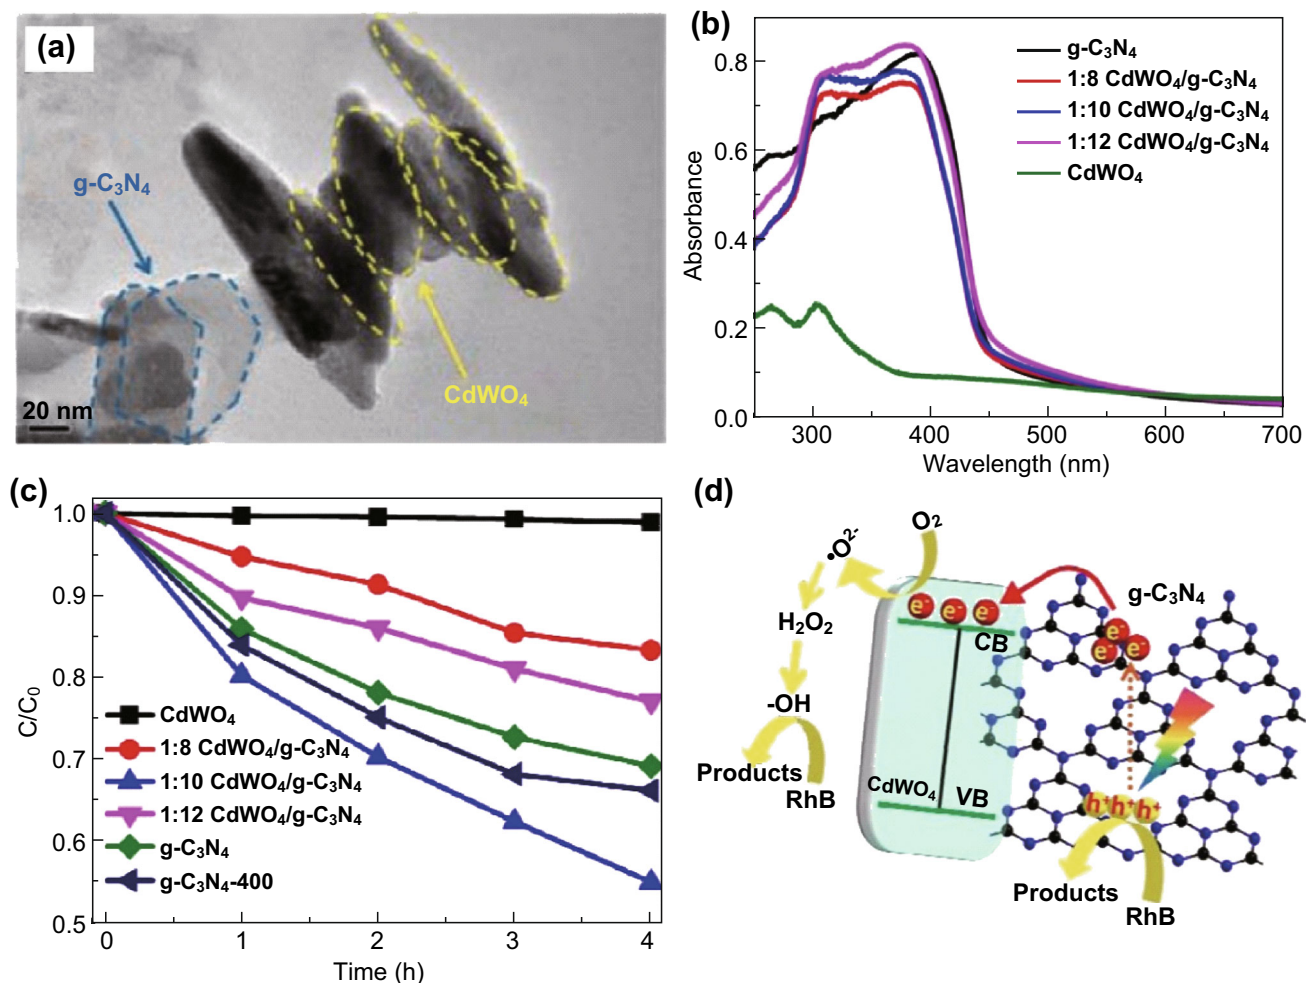 (a)
g-C₃N₄
CdWO₄
20 nm
(b)
Absorbance
0.8
0.6
0.4
0.2
0.0
300 400 500 600 700
Wavelength (nm)
g-C₃N₄
1:8 CdWO₄/g-C₃N₄
1:10 CdWO₄/g-C₃N₄
1:12 CdWO₄/g-C₃N₄
CdWO₄
(c)
C/C₀
1.0
0.9
0.8
0.7
0.6
0.5
0 1 2 3 4
Time (h)
CdWO₄
1:8 CdWO₄/g-C₃N₄
1:10 CdWO₄/g-C₃N₄
1:12 CdWO₄/g-C₃N₄
g-C₃N₄
g-C₃N₄-400
(d)
O₂
•O²⁻
H₂O₂
-OH
Products
RhB
e⁻ e⁻ e⁻
CB
CdWO₄ VB
g-C₃N₄
e⁻
e⁻ e⁻
h⁺ h⁺ h⁺
Products
RhB